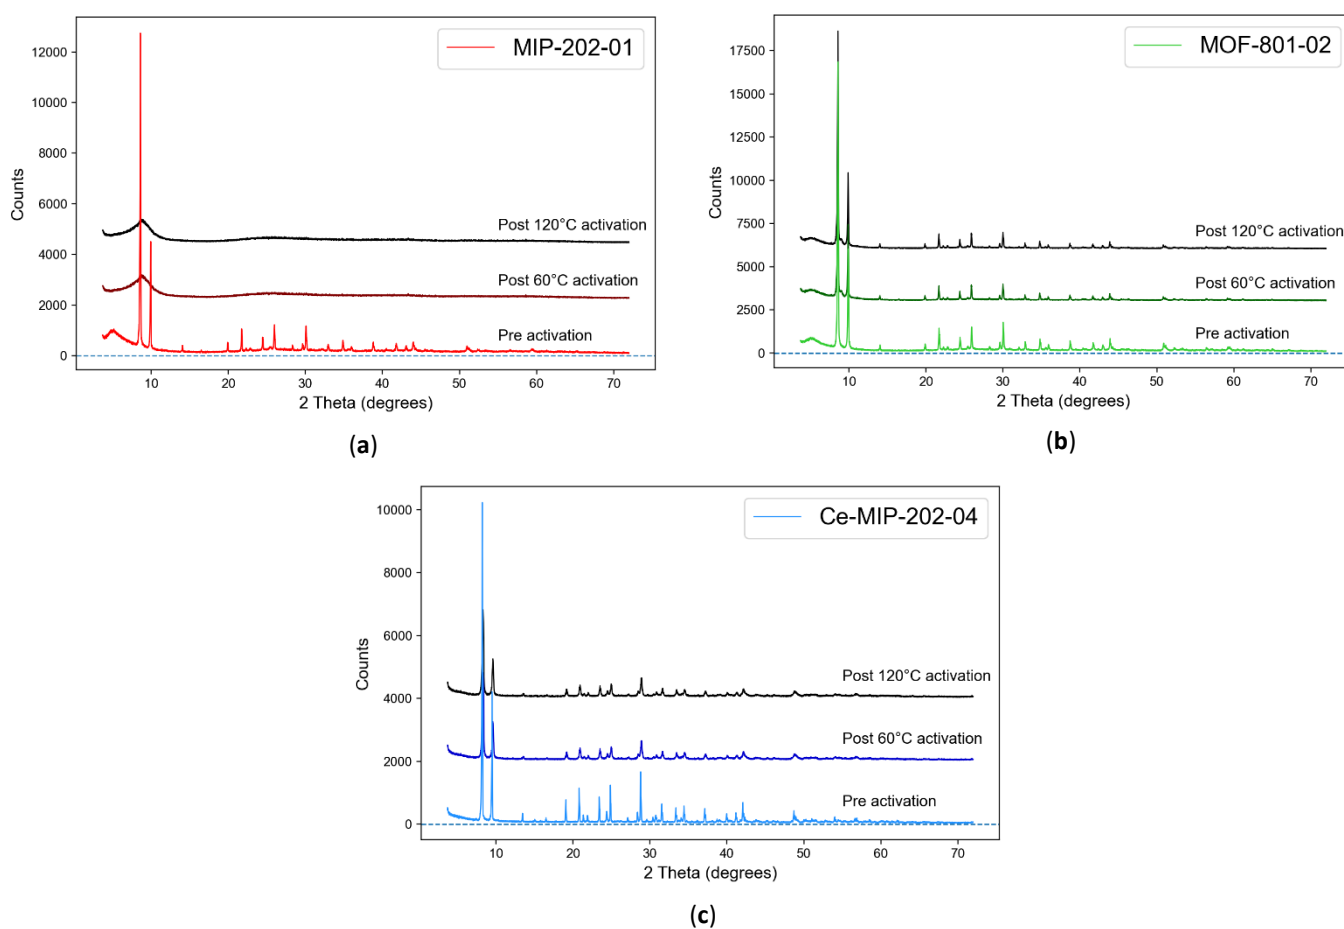 MIP-202-01
12000
10000
8000
6000
4000
2000
0
Counts
Post 120°C activation
Post 60°C activation
Pre activation
10 20 30 40 50 60 70
2 Theta (degrees)
(a)
MOF-801-02
17500
15000
12500
10000
7500
5000
2500
0
Counts
Post 120°C activation
Post 60°C activation
Pre activation
10 20 30 40 50 60 70
2 Theta (degrees)
(b)
Ce-MIP-202-04
10000
8000
6000
4000
2000
0
Counts
Post 120°C activation
Post 60°C activation
Pre activation
10 20 30 40 50 60 70
2 Theta (degrees)
(c)